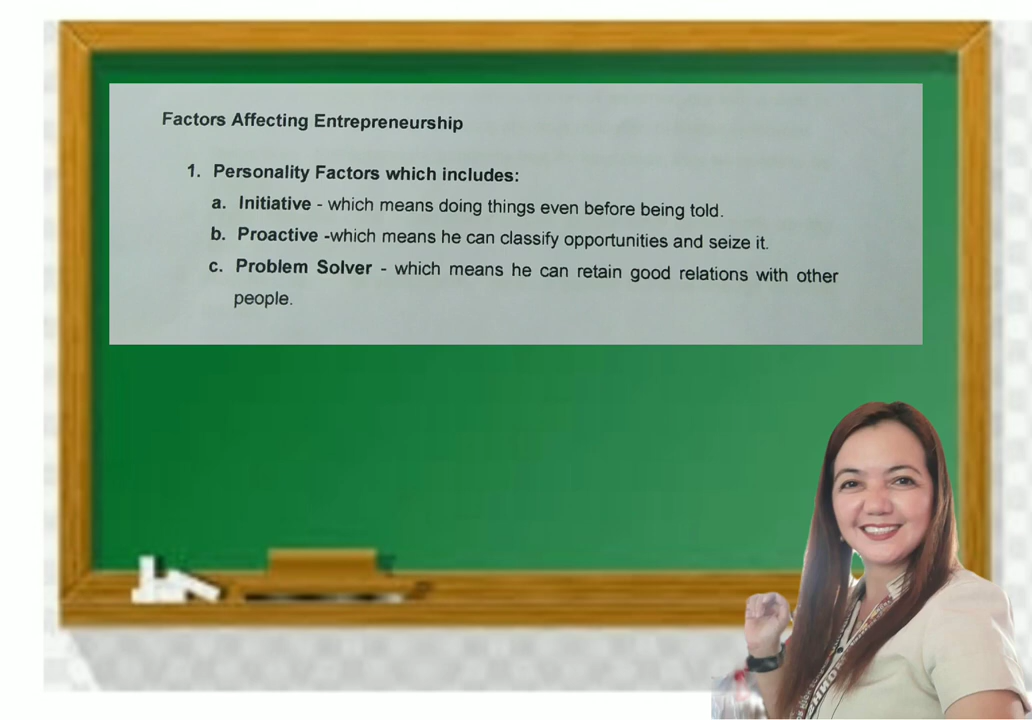 Factors Affecting Entrepreneurship
1. Personality Factors which includes:
a. Initiative - which means doing things even before being told.
b. Proactive -which means he can classify opportunities and seize it.
c. Problem Solver - which means he can retain good relations with other
people.